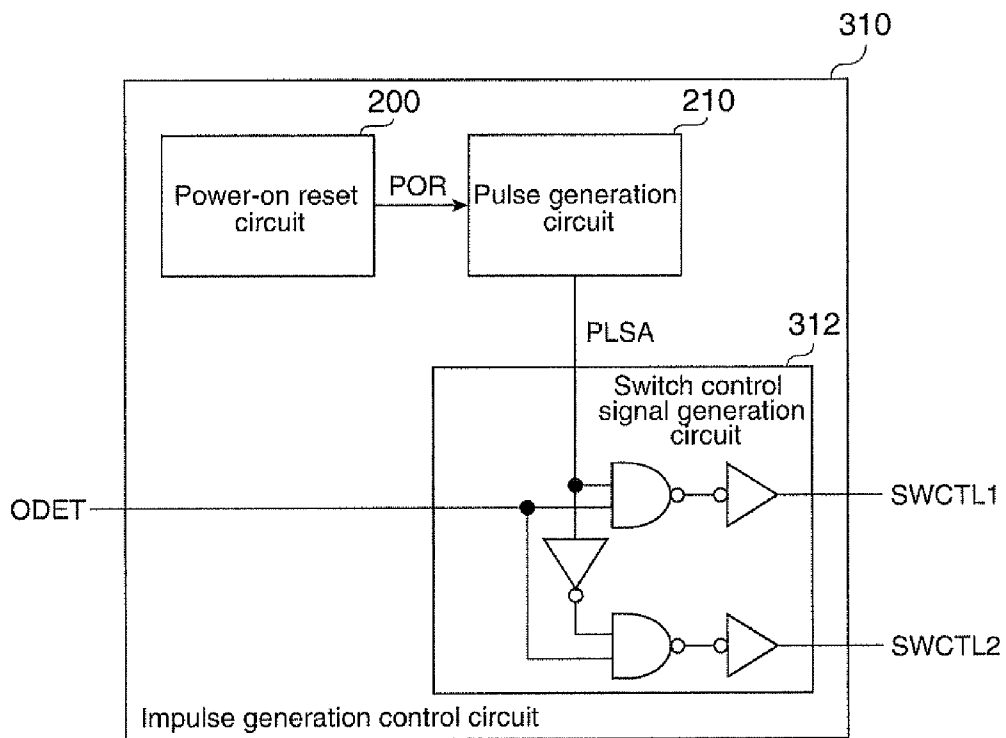 310
200
210
Power-on reset
circuit
POR
Pulse generation
circuit
PLSA
312
Switch control
signal generation
circuit
ODET
SWCTL1
SWCTL2
Impulse generation control circuit